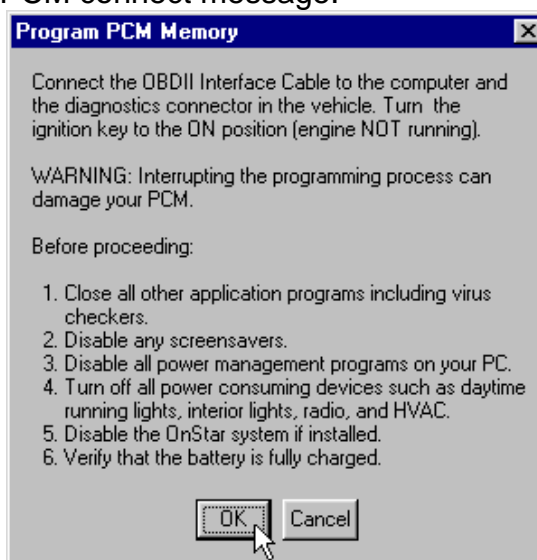 PCM connect message.
Program PCM Memory
Connect the OBDII Interface Cable to the computer and
the diagnostics connector in the vehicle. Turn the
ignition key to the ON position (engine NOT running).
WARNING: Interrupting the programming process can
damage your PCM.
Before proceeding:
1. Close all other application programs including virus
checkers.
2. Disable any screensavers.
3. Disable all power management programs on your PC.
4. Turn off all power consuming devices such as daytime
running lights, interior lights, radio, and HVAC.
5. Disable the OnStar system if installed.
6. Verify that the battery is fully charged.
OK Cancel